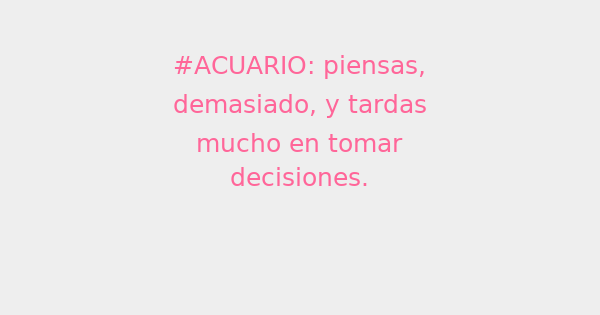 #ACUARIO: piensas,
demasiado, y tardas
mucho en tomar
decisiones.